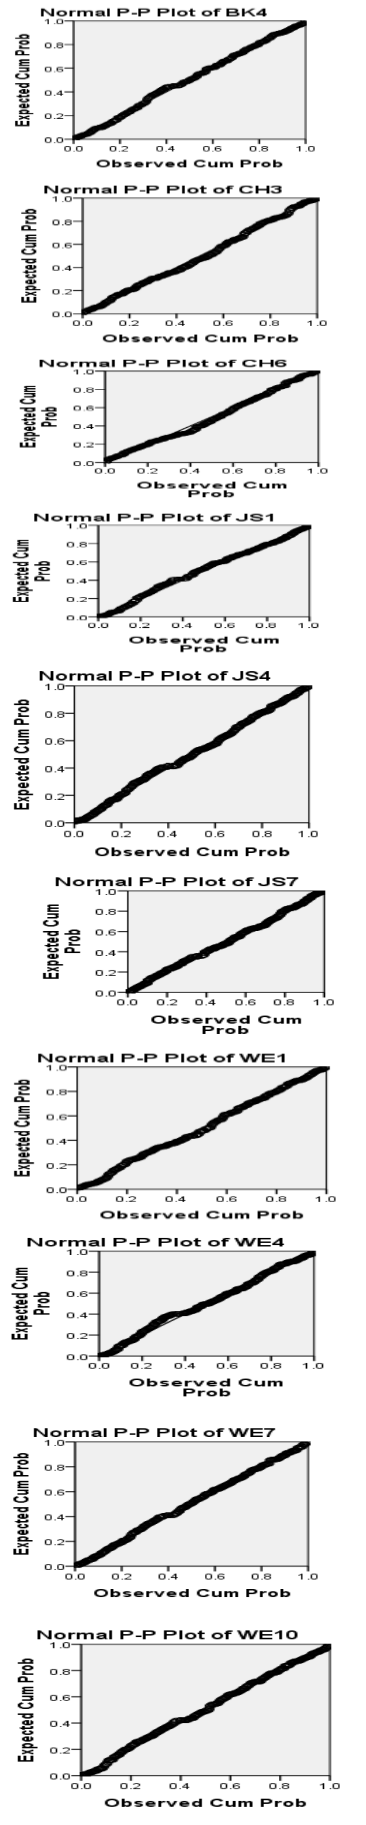 Normal P-P Plot of BK4
Expected Cum Prob
1.0
0.8
0.6
0.4
0.2
0.0
0.0 0.2 0.4 0.6 0.8 1.0
Observed Cum Prob
Normal P-P Plot of CH3
Expected Cum Prob
1.0
0.8
0.6
0.4
0.2
0.0
0.0 0.2 0.4 0.6 0.8 1.0
Observed Cum Prob
Normal P-P Plot of CH6
Expected Cum
Prob
1.0
0.8
0.6
0.4
0.2
0.0
0.0 0.2 0.4 0.6 0.8 1.0
Observed Cum
Prob
Normal P-P Plot of JS1
Expected Cum
Prob
1.0
0.8
0.6
0.4
0.2
0.0
0.0 0.2 0.4 0.6 0.8 1.0
Observed Cum
Prob
Normal P-P Plot of JS4
Expected Cum Prob
1.0
0.8
0.6
0.4
0.2
0.0
0.0 0.2 0.4 0.6 0.8 1.0
Observed Cum Prob
Normal P-P Plot of JS7
Expected Cum
Prob
1.0
0.8
0.6
0.4
0.2
0.0
0.0 0.2 0.4 0.6 0.8 1.0
Observed Cum
Prob
Normal P-P Plot of WE1
Expected Cum Prob
1.0
0.8
0.6
0.4
0.2
0.0
0.0 0.2 0.4 0.6 0.8 1.0
Observed Cum Prob
Normal P-P Plot of WE4
Expected Cum
Prob
1.0
0.8
0.6
0.4
0.2
0.0
0.0 0.2 0.4 0.6 0.8 1.0
Observed Cum
Prob
Normal P-P Plot of WE7
Expected Cum Prob
1.0
0.8
0.6
0.4
0.2
0.0
0.0 0.2 0.4 0.6 0.8 1.0
Observed Cum Prob
Normal P-P Plot of WE10
Expected Cum Prob
1.0
0.8
0.6
0.4
0.2
0.0
0.0 0.2 0.4 0.6 0.8 1.0
Observed Cum Prob